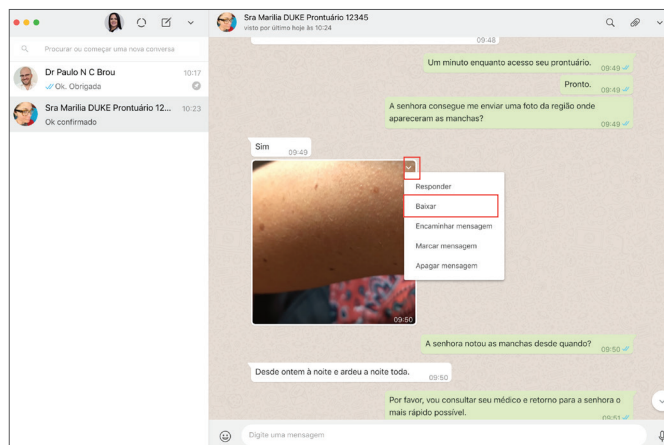 Sra Marilia DUKE Prontuário 12345
visto por último hoje às 10:24
Procurar ou começar uma nova conversa
Dr Paulo N C Brou
10:17
Ok. Obrigada
Sra Marilia DUKE Prontuário 12...
10:23
Ok confirmado
09:48
Um minuto enquanto acesso seu prontuário.
09:49
Pronto.
09:49
A senhora consegue me enviar uma foto da região onde
apareceram as manchas?
09:49
Sim
09:49
Responder
Baixar
Encaminhar mensagem
Marcar mensagem
Apagar mensagem
09:50
A senhora notou as manchas desde quando?
09:50
Desde ontem à noite e ardeu a noite toda.
09:50
Por favor, vou consultar seu médico e retorno para a senhora o
mais rápido possível.
09:51
Digite uma mensagem